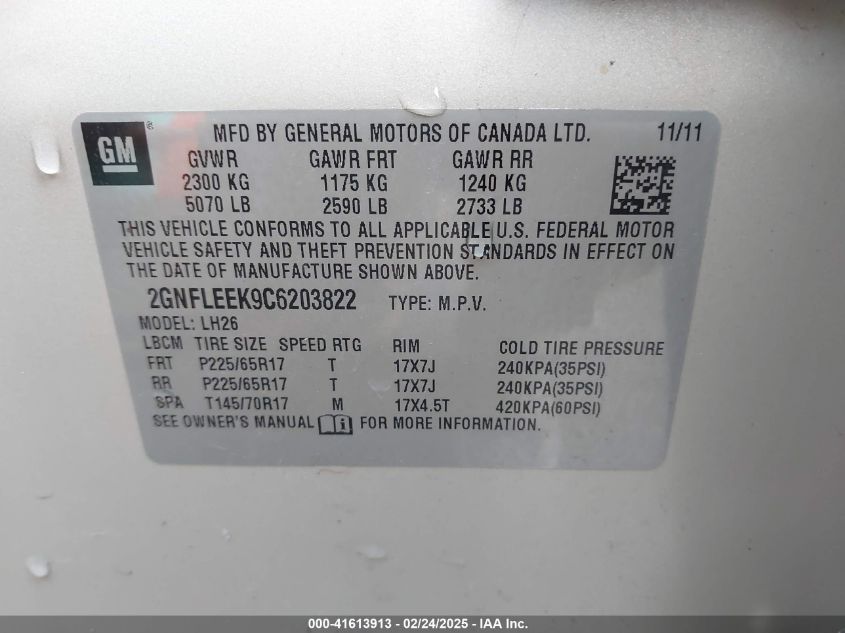 GM MFD BY GENERAL MOTORS OF CANADA LTD. 11/11
GVWR GAWR FRT GAWR RR
2300 KG 1175 KG 1240 KG
5070 LB 2590 LB 2733 LB
THIS VEHICLE CONFORMS TO ALL APPLICABLE U.S. FEDERAL MOTOR
VEHICLE SAFETY AND THEFT PREVENTION STANDARDS IN EFFECT ON
THE DATE OF MANUFACTURE SHOWN ABOVE.
2GNFLEEK9C6203822 TYPE: M.P.V.
MODEL: LH26
LBCM TIRE SIZE SPEED RTG RIM COLD TIRE PRESSURE
FRT P225/65R17 T 17X7J 240KPA(35PSI)
RR P225/65R17 T 17X7J 240KPA(35PSI)
SPA T145/70R17 M 17X4.5T 420KPA(60PSI)
SEE OWNER'S MANUAL i FOR MORE INFORMATION.
000-41613913 - 02/24/2025 - IAA Inc.